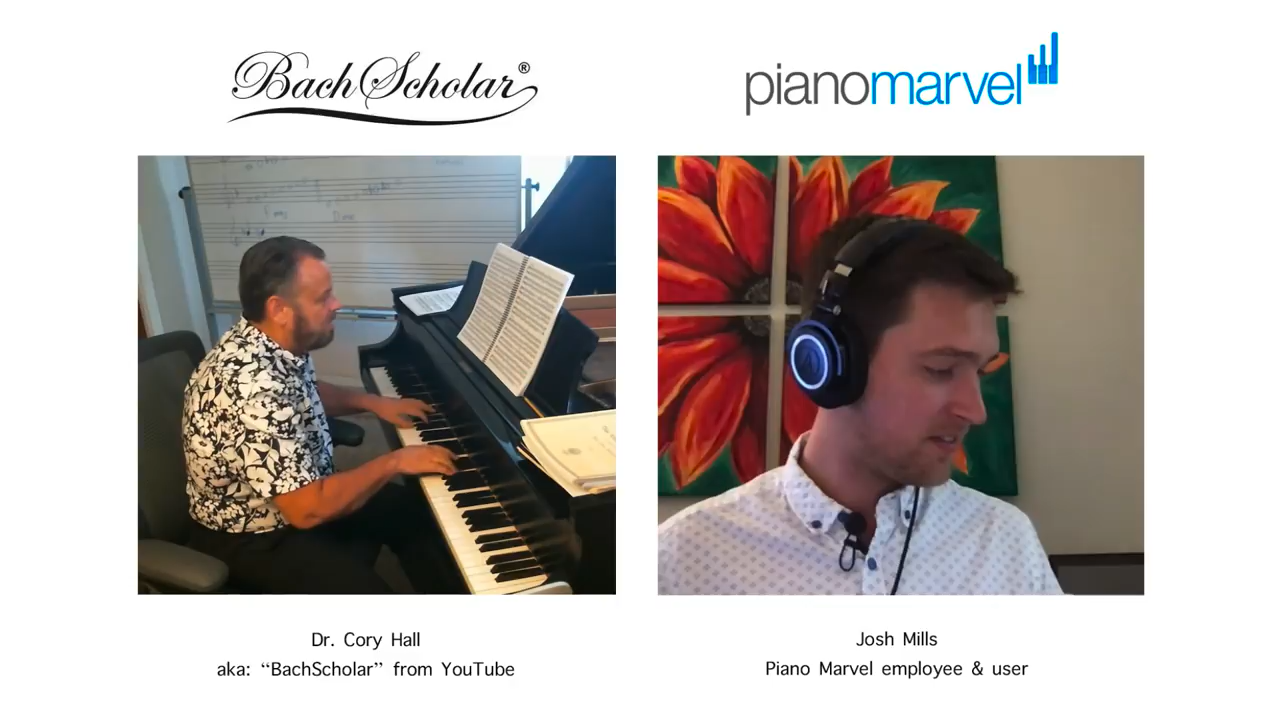 BachScholar®
pianomarvel
Dr. Cory Hall
aka: “BachScholar” from YouTube
Josh Mills
Piano Marvel employee & user